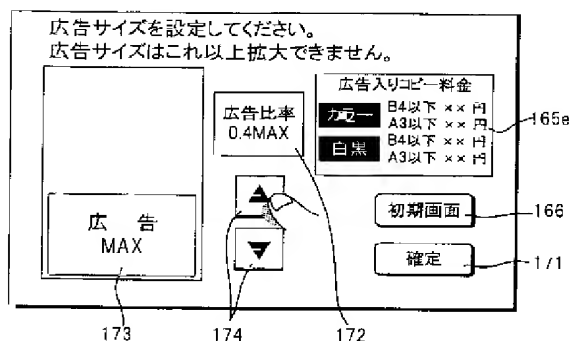 広告サイズを設定してください。
広告サイズはこれ以上拡大できません。
広告比率
0.4MAX
広告入りコピー料金
カラー
B4以下 ×× 円
A3以下 ×× 円
白黒
B4以下 ×× 円
A3以下 ×× 円
165e
広 告
MAX
▲
▼
初期画面
166
確定
1/1
173
174
172